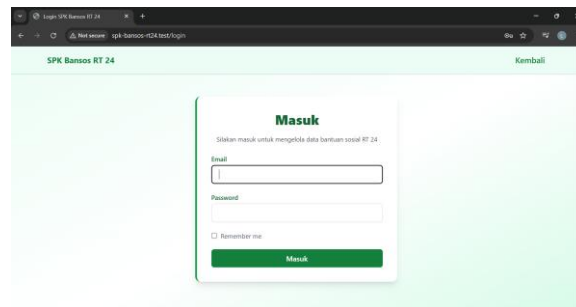 Login SPK Bansos RT 24
Not secure spk-bansos-rt24.test/login
SPK Bansos RT 24
Kembali
Masuk
Silakan masuk untuk mengelola data bantuan sosial RT 24
Email
Password
Remember me
Masuk